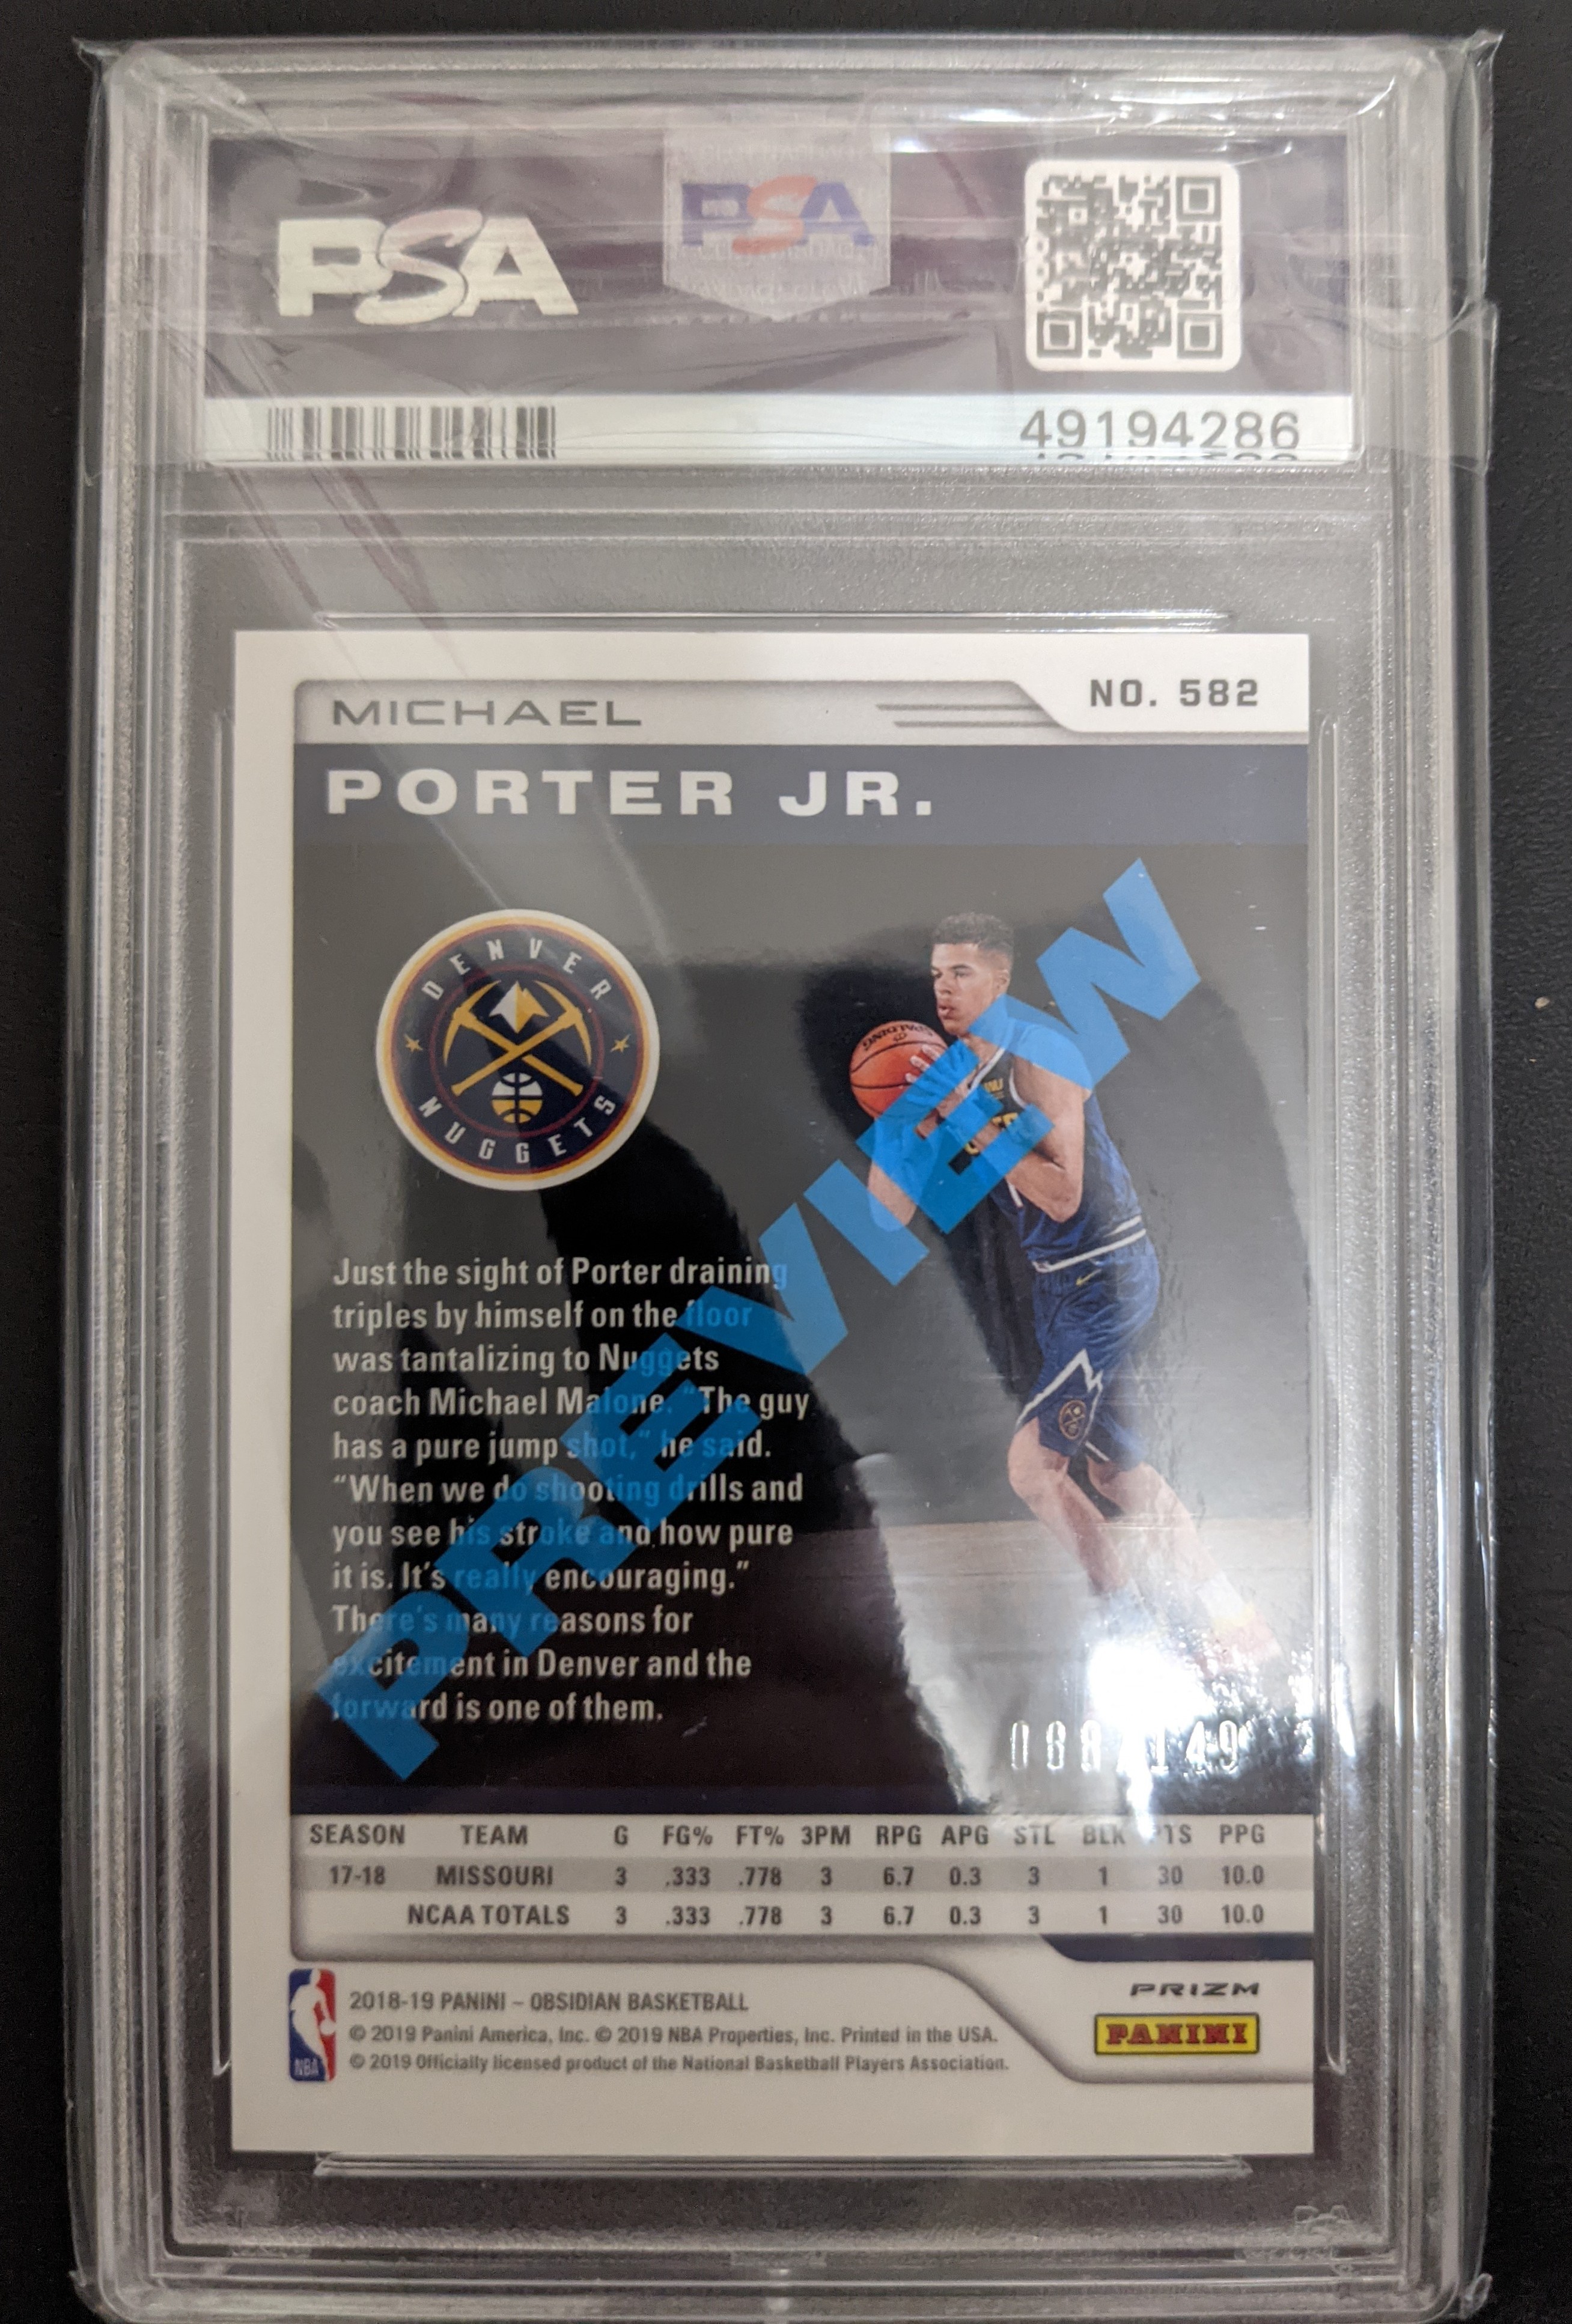 PSA
PSA
49194286
MICHAEL
NO. 582
PORTER JR.
DENVER
NUGGETS
SPALDING
PREVIEW
Just the sight of Porter draining
triples by himself on the floor
was tantalizing to Nuggets
coach Michael Malone. "The guy
has a pure jump shot," he said.
"When we do shooting drills and
you see his stroke and how pure
it is. It's really encouraging."
There's many reasons for
excitement in Denver and the
forward is one of them.
SEASON TEAM G FG% FT% 3PM RPG APG STL BLK PTS PPG
17-18 MISSOURI 3 .333 .778 3 6.7 0.3 3 1 30 10.0
NCAA TOTALS 3 .333 .778 3 6.7 0.3 3 1 30 10.0
PRIZM
PANINI
NBA
2018-19 PANINI – OBSIDIAN BASKETBALL
© 2019 Panini America, Inc. © 2019 NBA Properties, Inc. Printed in the USA.
© 2019 Officially licensed product of the National Basketball Players Association.